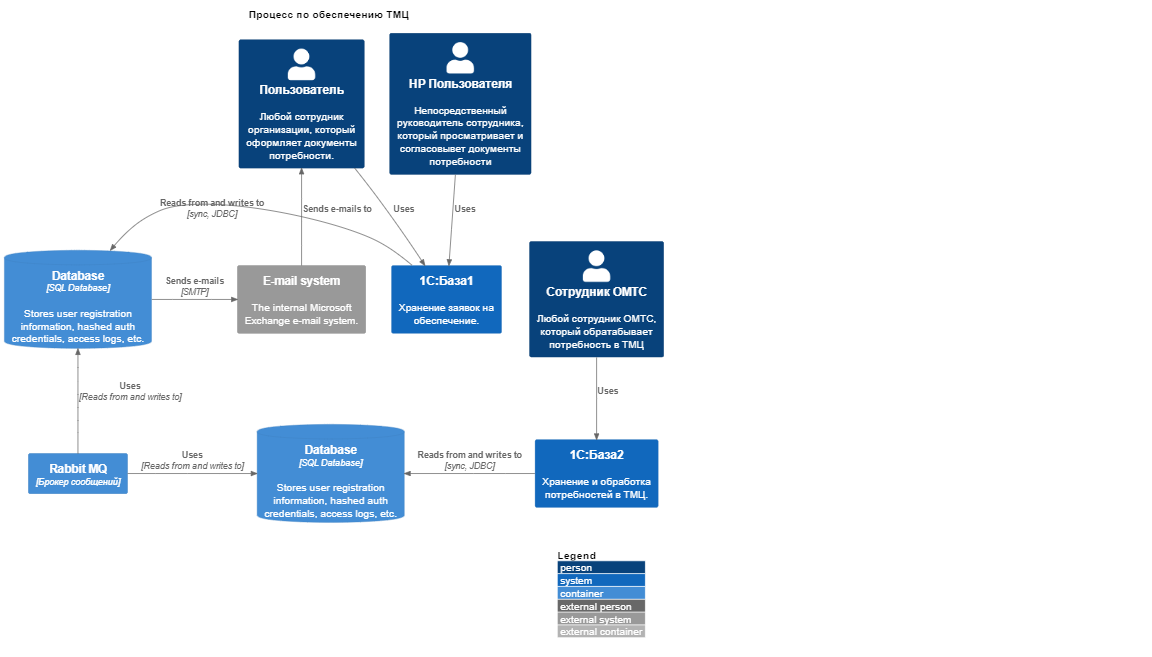 Процесс по обеспечению ТМЦ
Пользователь
Любой сотрудник
организации, который
оформляет документы
потребности.
НР Пользователя
Непосредственный
руководитель сотрудника,
который просматривает и
согласовывет документы
потребности
Reads from and writes to
[sync, JDBC]
Sends e-mails to
Uses
Uses
Database
[SQL Database]
Stores user registration
information, hashed auth
credentials, access logs, etc.
Sends e-mails
[SMTP]
E-mail system
The internal Microsoft
Exchange e-mail system.
1С:База1
Хранение заявок на
обеспечение.
Сотрудник ОМТС
Любой сотрудник ОМТС,
который обратабывает
потребность в ТМЦ
Uses
[Reads from and writes to]
Uses
Rabbit MQ
[Брокер сообщений]
Uses
[Reads from and writes to]
Database
[SQL Database]
Stores user registration
information, hashed auth
credentials, access logs, etc.
Reads from and writes to
[sync, JDBC]
1С:База2
Хранение и обработка
потребностей в ТМЦ.
Legend
person
system
container
external person
external system
external container